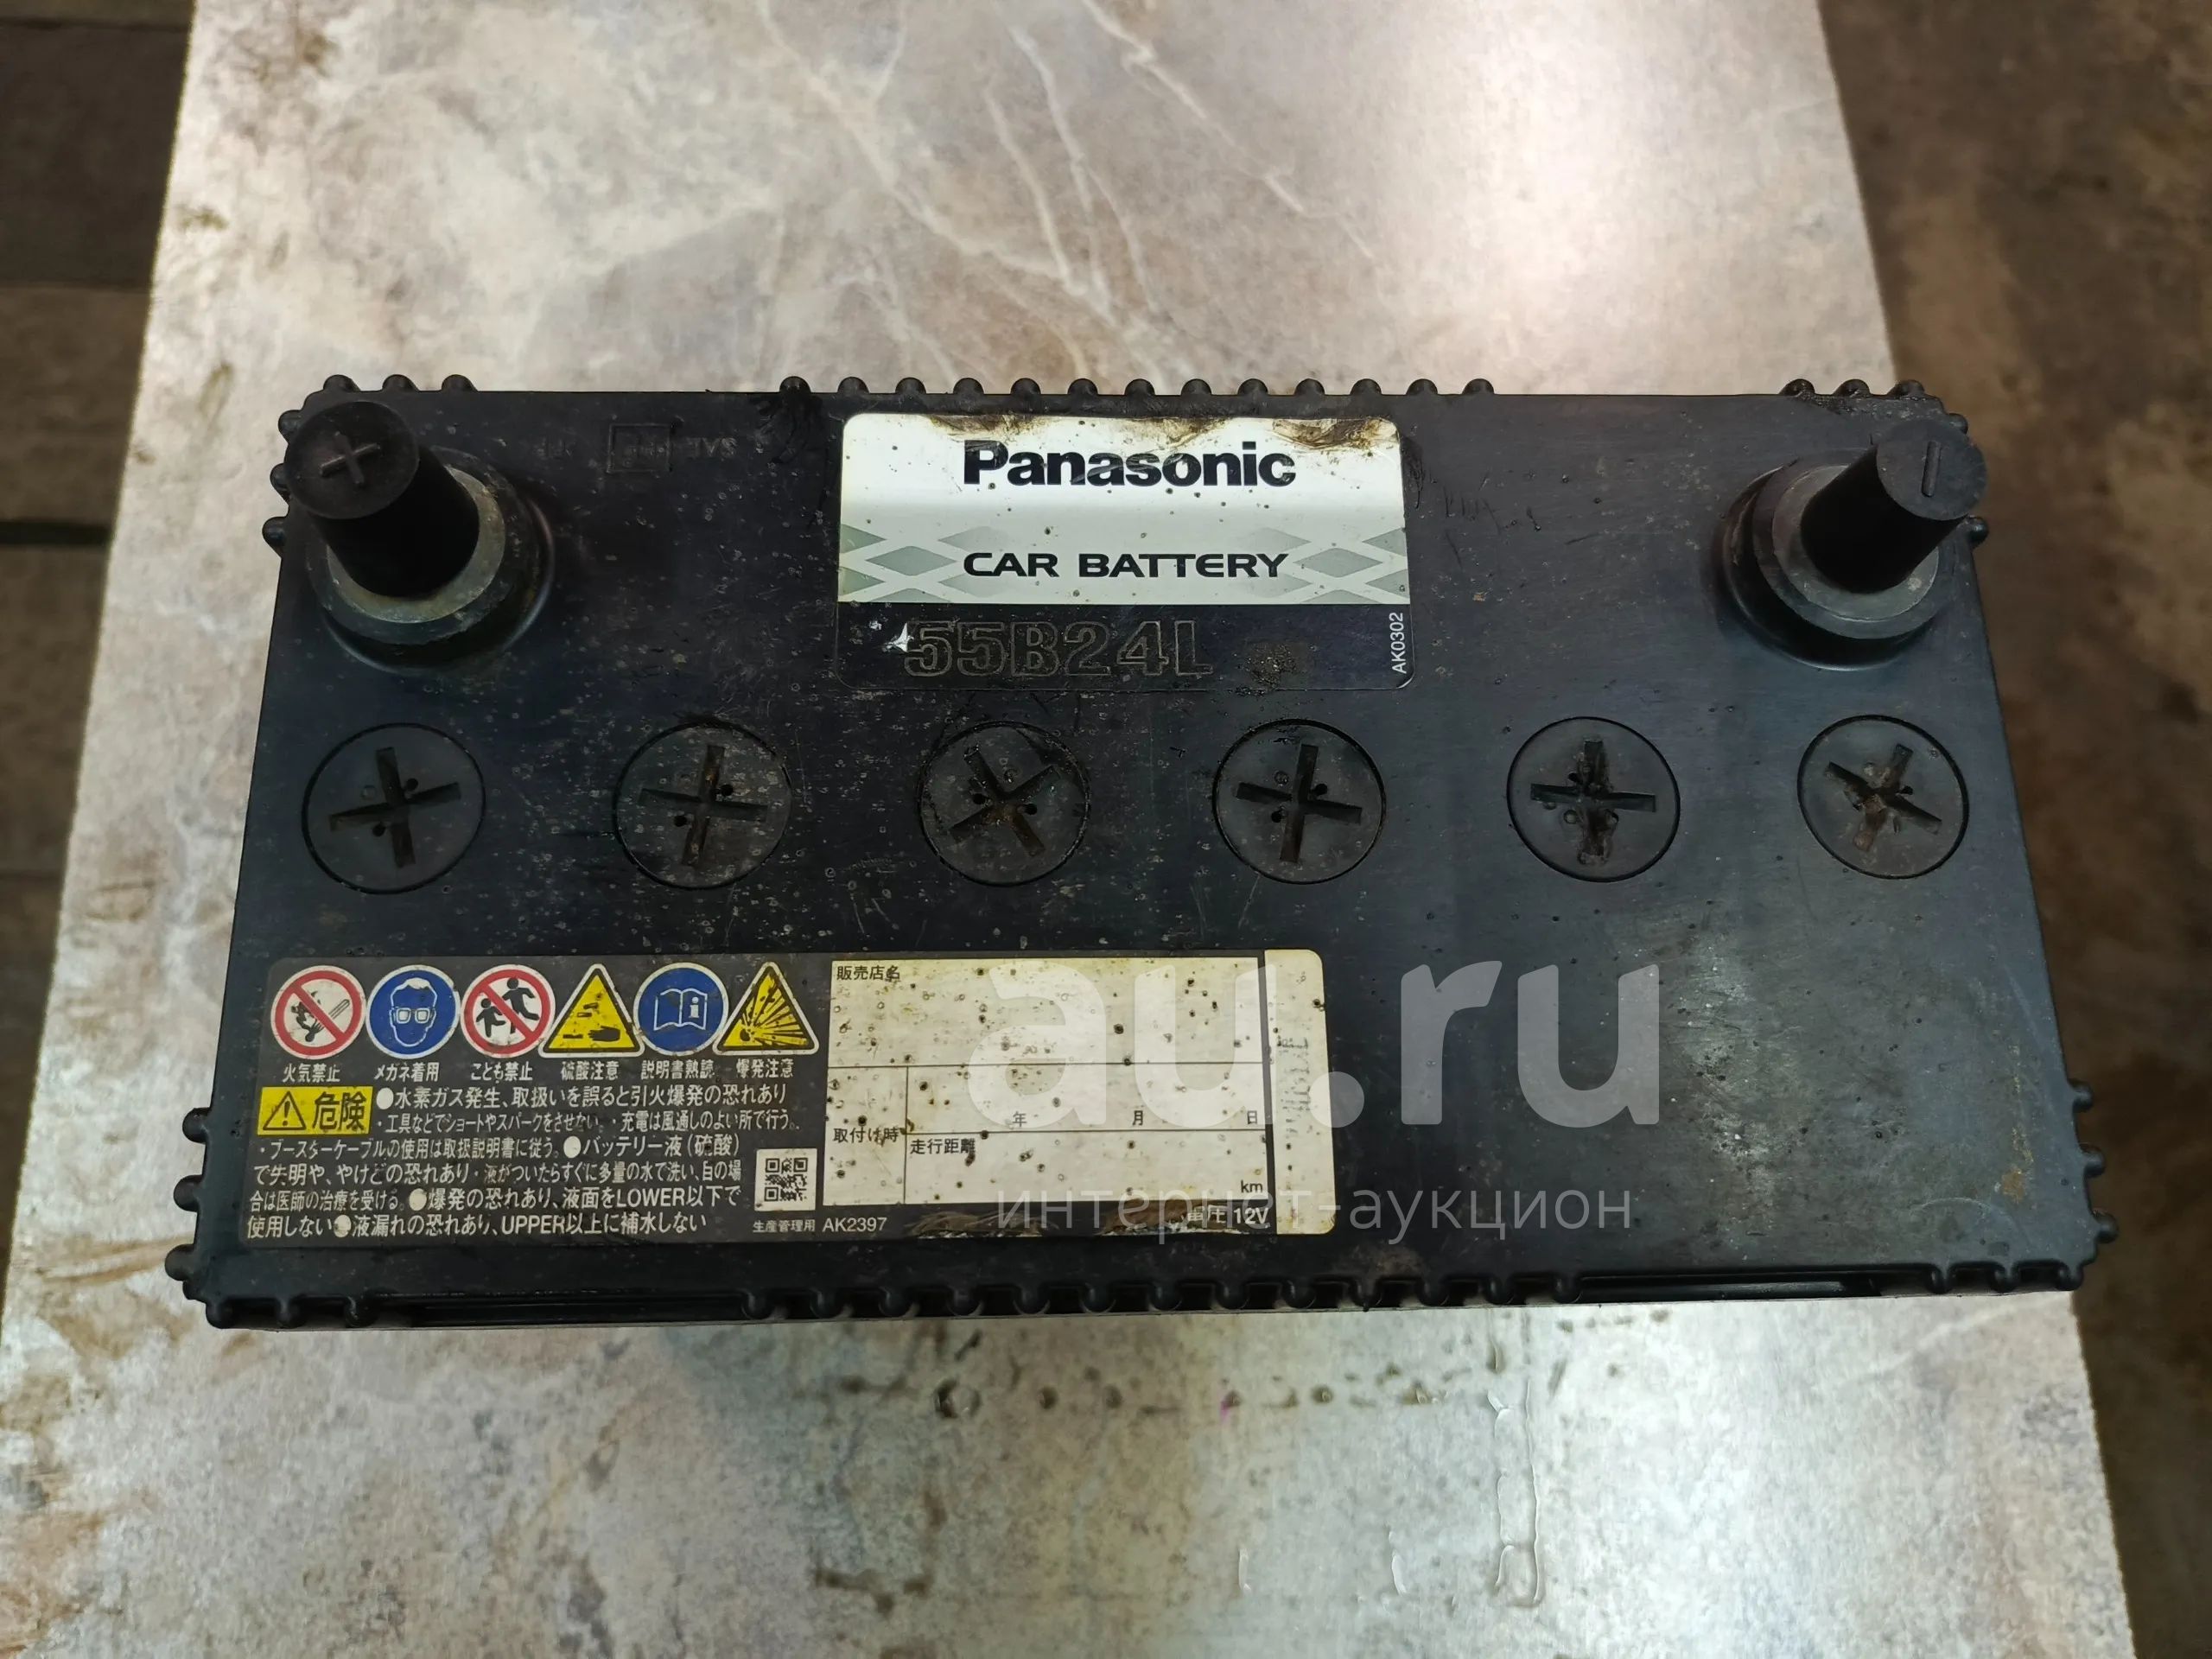 +
Panasonic
CAR BATTERY
55B24L
AK0302
火気禁止 メガネ着用 こども禁止 硫酸注意 説明書熟読 爆発注意
危険 ●水素ガス発生、取扱いを誤ると引火爆発の恐れあり
・工具などでショートやスパークをさせない。・充電は風通しのよい所で行う。
・ブースターケーブルの使用は取扱説明書に従う。●バッテリー液(硫酸)
で失明や、やけどの恐れあり・液がついたらすぐに多量の水で洗い、目の場
合は医師の治療を受ける。●爆発の恐れあり、液面をLOWER以下で
使用しない●液漏れの恐れあり、UPPER以上に補水しない
生産管理用 AK2397
販売店名
取付け時
年 月 日
走行距離
km
電圧12V
au.ru
интернет-аукцион